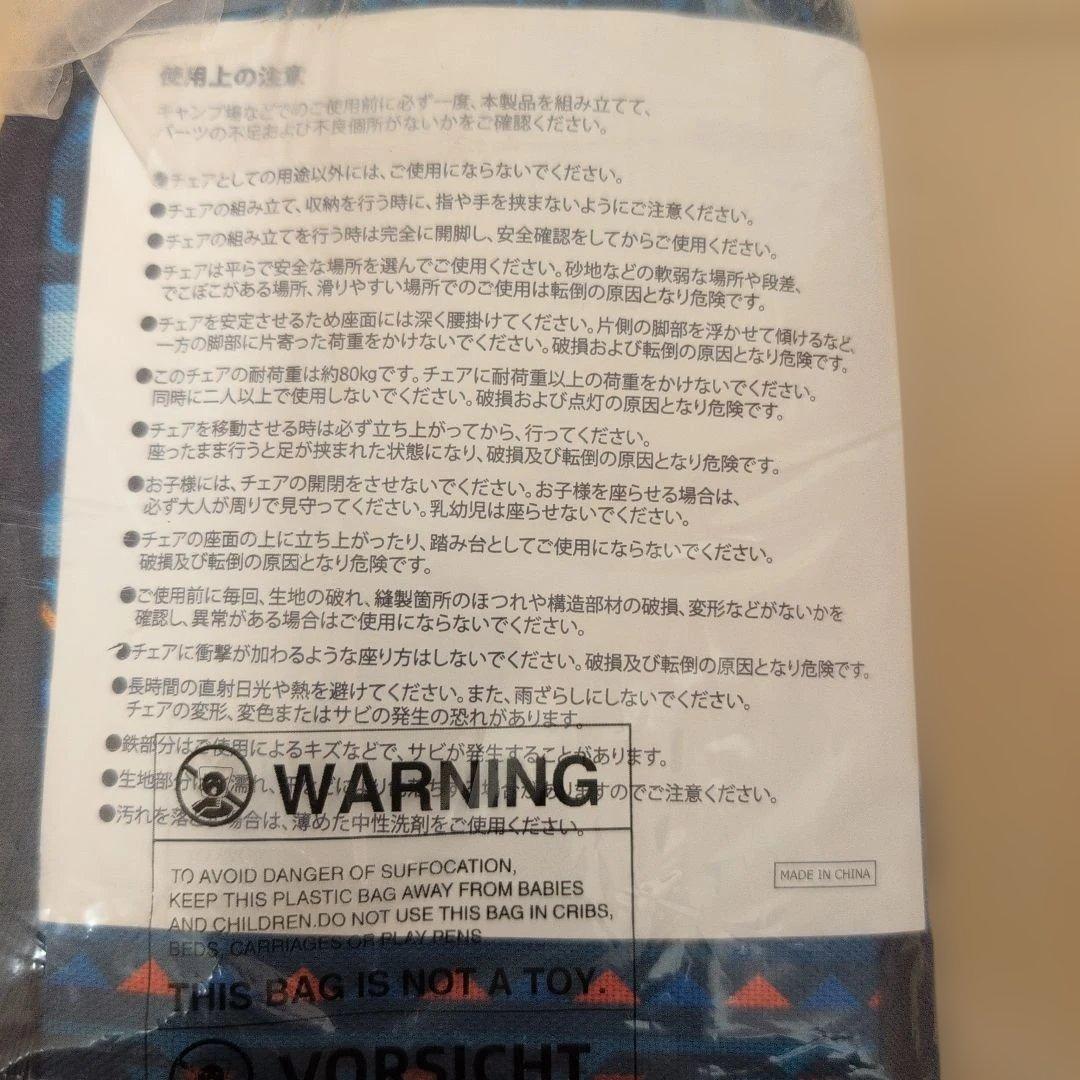 使用上の注意
キャンプ場などでのご使用前に必ず一度、本製品を組み立てて、
パーツの不足および不良個所がないかをご確認ください。
●チェアとしての用途以外には、ご使用にならないでください。
●チェアの組み立て、収納を行う時に、指や手を挟まないようにご注意ください。
●チェアの組み立てを行う時は完全に開脚し、安全確認をしてからご使用ください。
●チェアは平らで安全な場所を選んでご使用ください。砂地などの軟弱な場所や段差、
でこぼこがある場所、滑りやすい場所でのご使用は転倒の原因となり危険です。
●チェアを安定させるため座面には深く腰掛けてください。片側の脚部を浮かせて傾けるなど、
一方の脚部に片寄った荷重をかけないでください。破損および転倒の原因となり危険です。
●このチェアの耐荷重は約80kgです。チェアに耐荷重以上の荷重をかけないでください。
同時に二人以上で使用しないでください。破損および点灯の原因となり危険です。
●チェアを移動させる時は必ず立ち上がってから、行ってください。
座ったまま行うと足が挟まれた状態になり、破損及び転倒の原因となり危険です。
●お子様には、チェアの開閉をさせないでください。お子様を座らせる場合は、
必ず大人が周りで見守ってください。乳幼児は座らせないでください。
●チェアの座面の上に立ち上がったり、踏み台としてご使用にならないでください。
破損及び転倒の原因となり危険です。
●ご使用前に毎回、生地の破れ、縫製箇所のほつれや構造部材の破損、変形などがないかを
確認し、異常がある場合はご使用にならないでください。
●チェアに衝撃が加わるような座り方はしないでください。破損及び転倒の原因となり危険です。
●長時間の直射日光や熱を避けてください。また、雨ざらしにしないでください。
チェアの変形、変色またはサビの発生の恐れがあります。
●鉄部分はご使用によるキズなどで、サビが発生することがあります。
●生地部分は 濡れ、 場合がありますのでご注意ください。
●汚れを落とす場合は、薄めた中性洗剤をご使用ください。
MADE IN CHINA
WARNING
TO AVOID DANGER OF SUFFOCATION,
KEEP THIS PLASTIC BAG AWAY FROM BABIES
AND CHILDREN.DO NOT USE THIS BAG IN CRIBS,
BEDS, CARRIAGES OR PLAY PENS
THIS BAG IS NOT A TOY.
VORSICHT